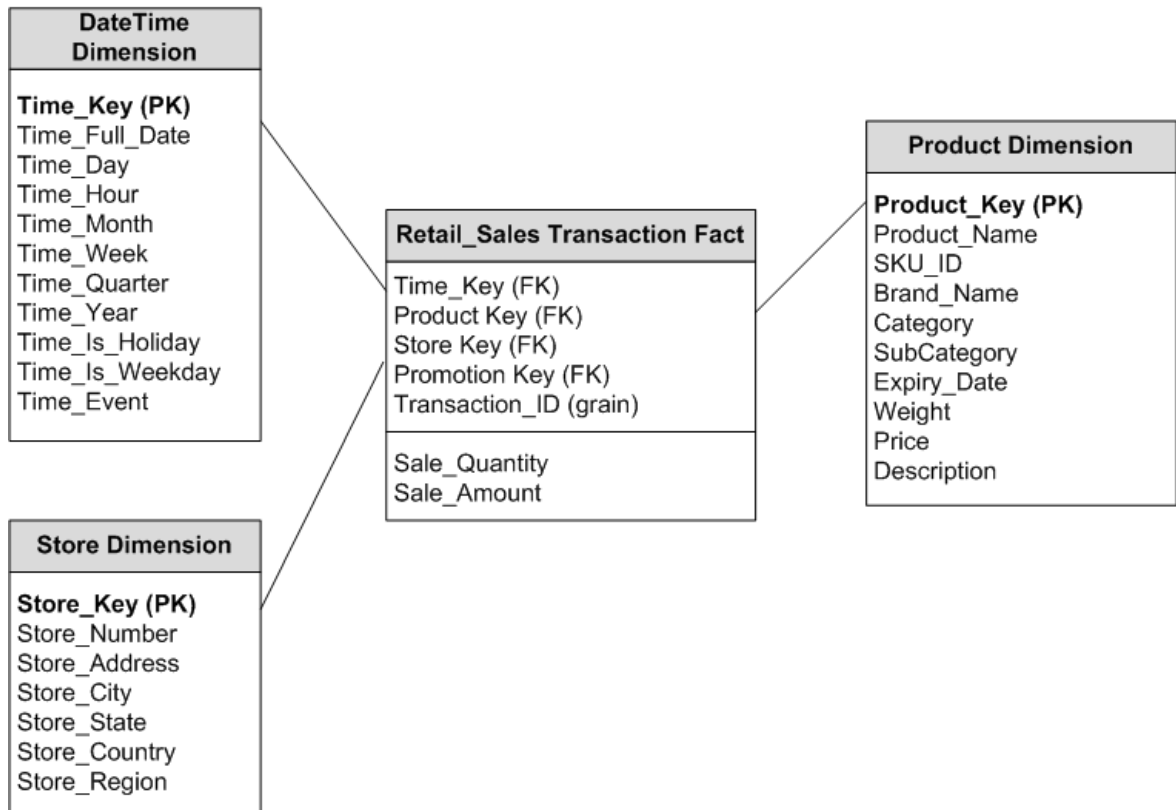 DateTime
Dimension
Time_Key (PK)
Time_Full_Date
Time_Day
Time_Hour
Time_Month
Time_Week
Time_Quarter
Time_Year
Time_Is_Holiday
Time_Is_Weekday
Time_Event
Store Dimension
Store_Key (PK)
Store_Number
Store_Address
Store_City
Store_State
Store_Country
Store_Region
Retail_Sales Transaction Fact
Time_Key (FK)
Product Key (FK)
Store Key (FK)
Promotion Key (FK)
Transaction_ID (grain)
Sale_Quantity
Sale_Amount
Product Dimension
Product_Key (PK)
Product_Name
SKU_ID
Brand_Name
Category
SubCategory
Expiry_Date
Weight
Price
Description